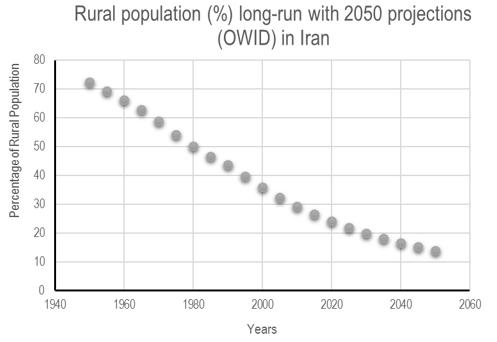 Rural population (%) long-run with 2050 projections
(OWID) in Iran
80
70
60
50
40
30
20
10
0
Percentage of Rural Population
1940 1960 1980 2000 2020 2040 2060
Years